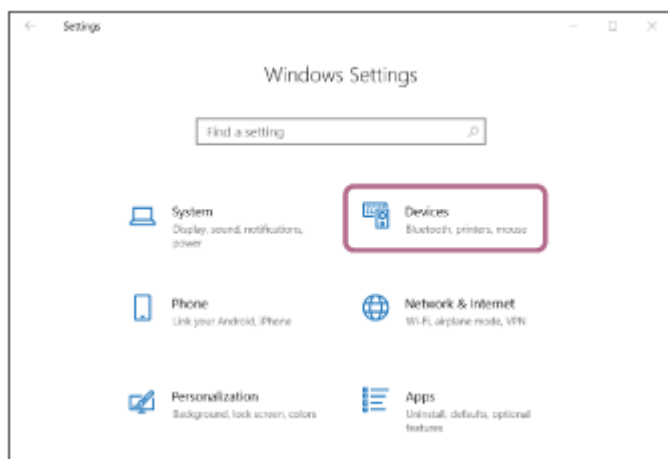 Settings
Windows Settings
Find a setting
System
Display, sound, notifications,
power
Devices
Bluetooth, printers, mouse
Phone
Link your Android, iPhone
Network & Internet
Wi-Fi, airplane mode, VPN
Personalization
Background, lock screen, colors
Apps
Uninstall, defaults, optional
features